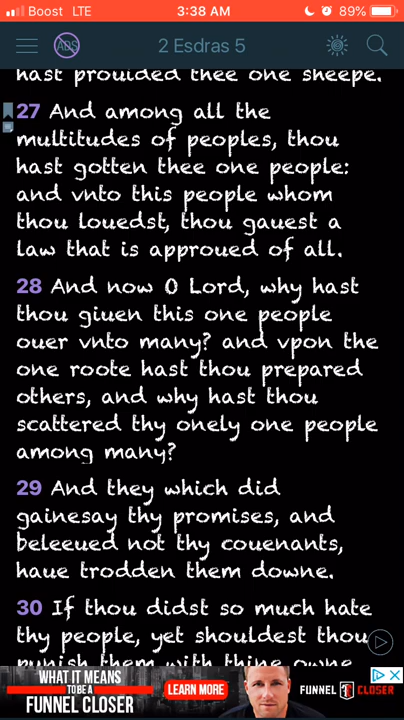 Boost LTE 3:38 AM 89%
ADS 2 Esdras 5
hast prouided thee one sheepe.
27 And among all the
multitudes of peoples, thou
hast gotten thee one people:
and vnto this people whom
thou louedst, thou gauest a
law that is approued of all.
28 And now O Lord, why hast
thou giuen this one people
ouer vnto many? and vpon the
one roote hast thou prepared
others, and why hast thou
scattered thy onely one people
among many?
29 And they which did
gainesay thy promises, and
beleeued not thy couenants,
haue trodden them downe.
30 If thou didst so much hate
thy people, yet shouldest thou
punish them with thine owne
WHAT IT MEANS
TO BE A
FUNNEL CLOSER
LEARN MORE
FUNNEL CLOSER